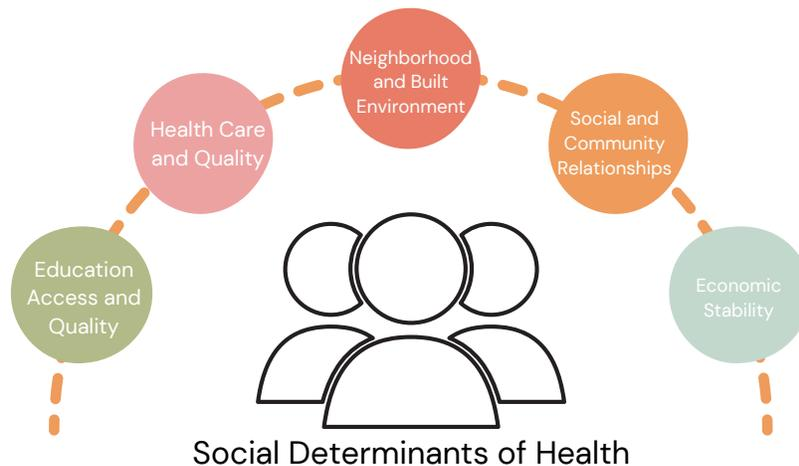 Neighborhood
and Built
Environment
Health Care
and Quality
Social and
Community
Relationships
Education
Access and
Quality
Economic
Stability
Social Determinants of Health